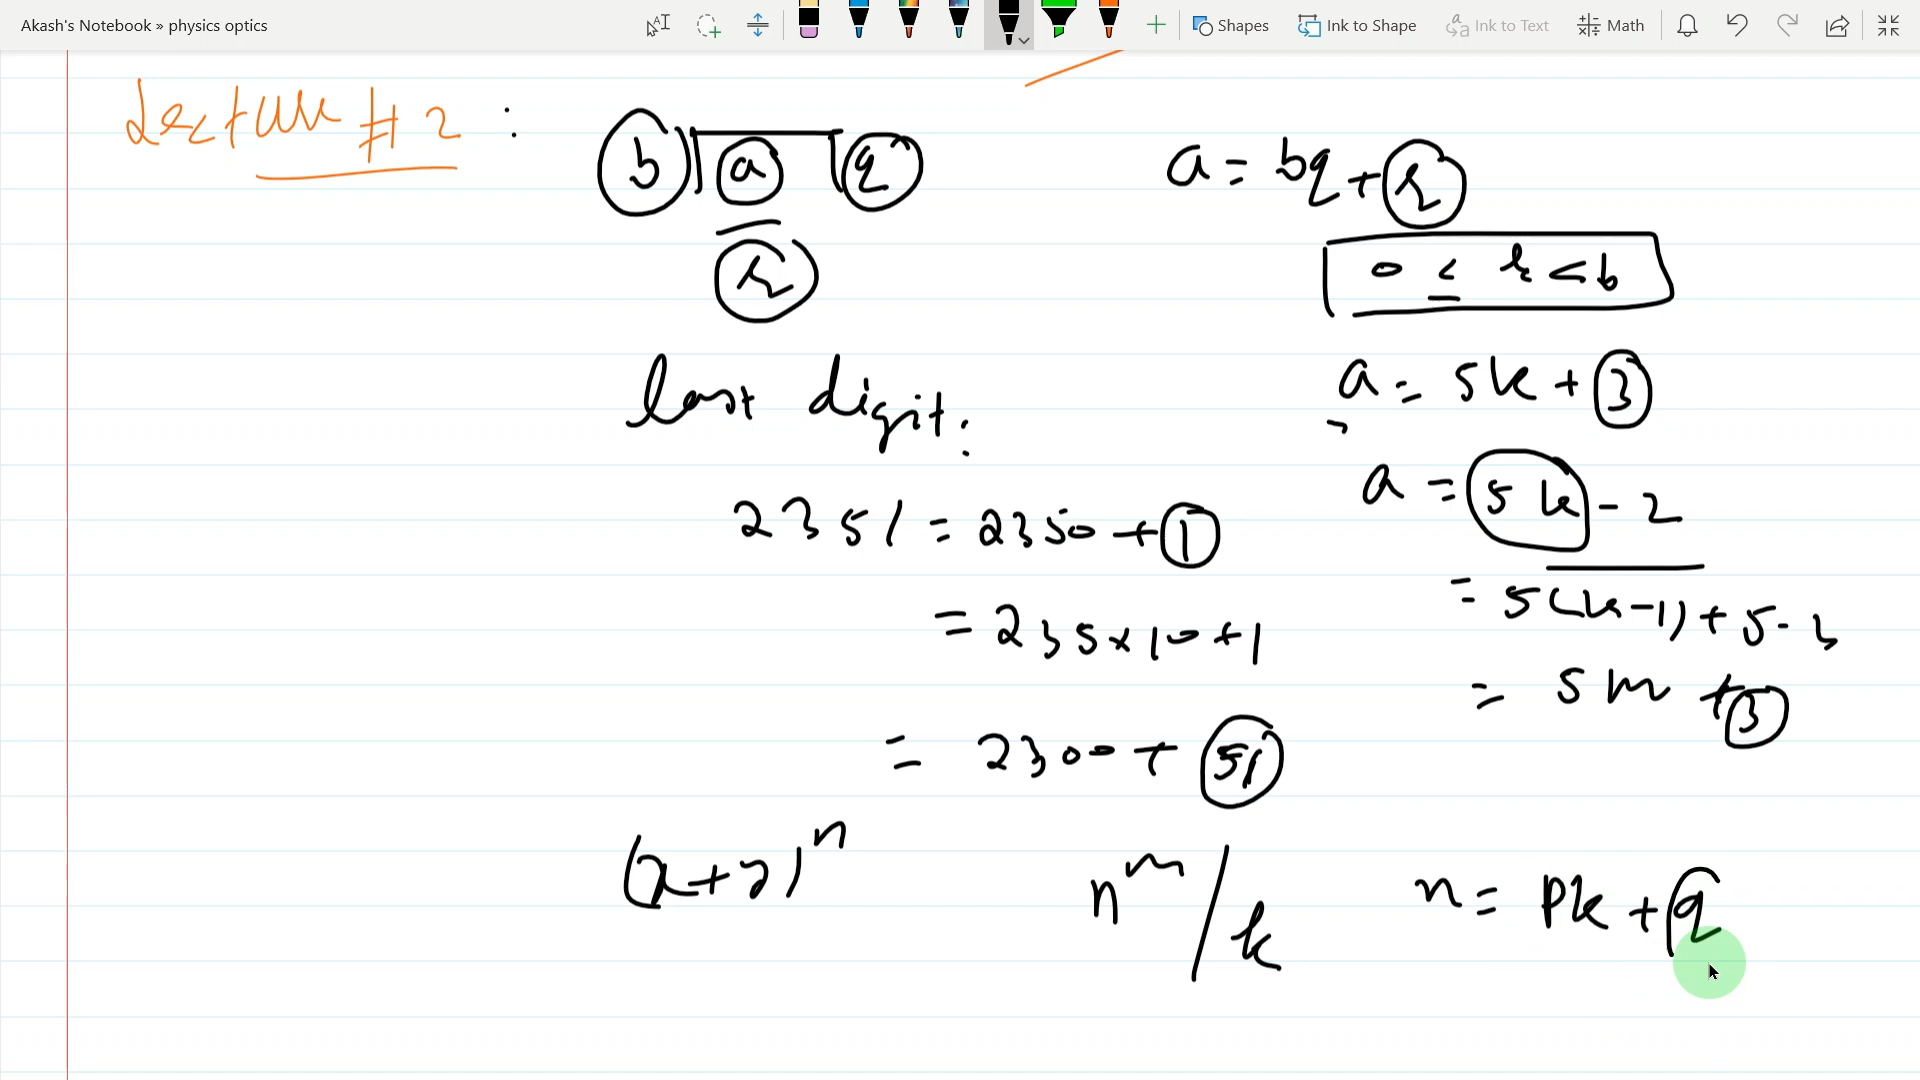 Akash's Notebook » physics optics
Shapes Ink to Shape Ink to Text Math
Lecture # 2 :
b) a (q
r
a = bq + r
0 ≤ r < b
last digit:
a = 5k + 3
a = 5k - 2
2351 = 2350 + 1
= 5(k-1) + 5-2
= 235×10+1
= 5m + 3
= 2300 + 51
(x+y)ⁿ
nᵐ/k
n = pk + q